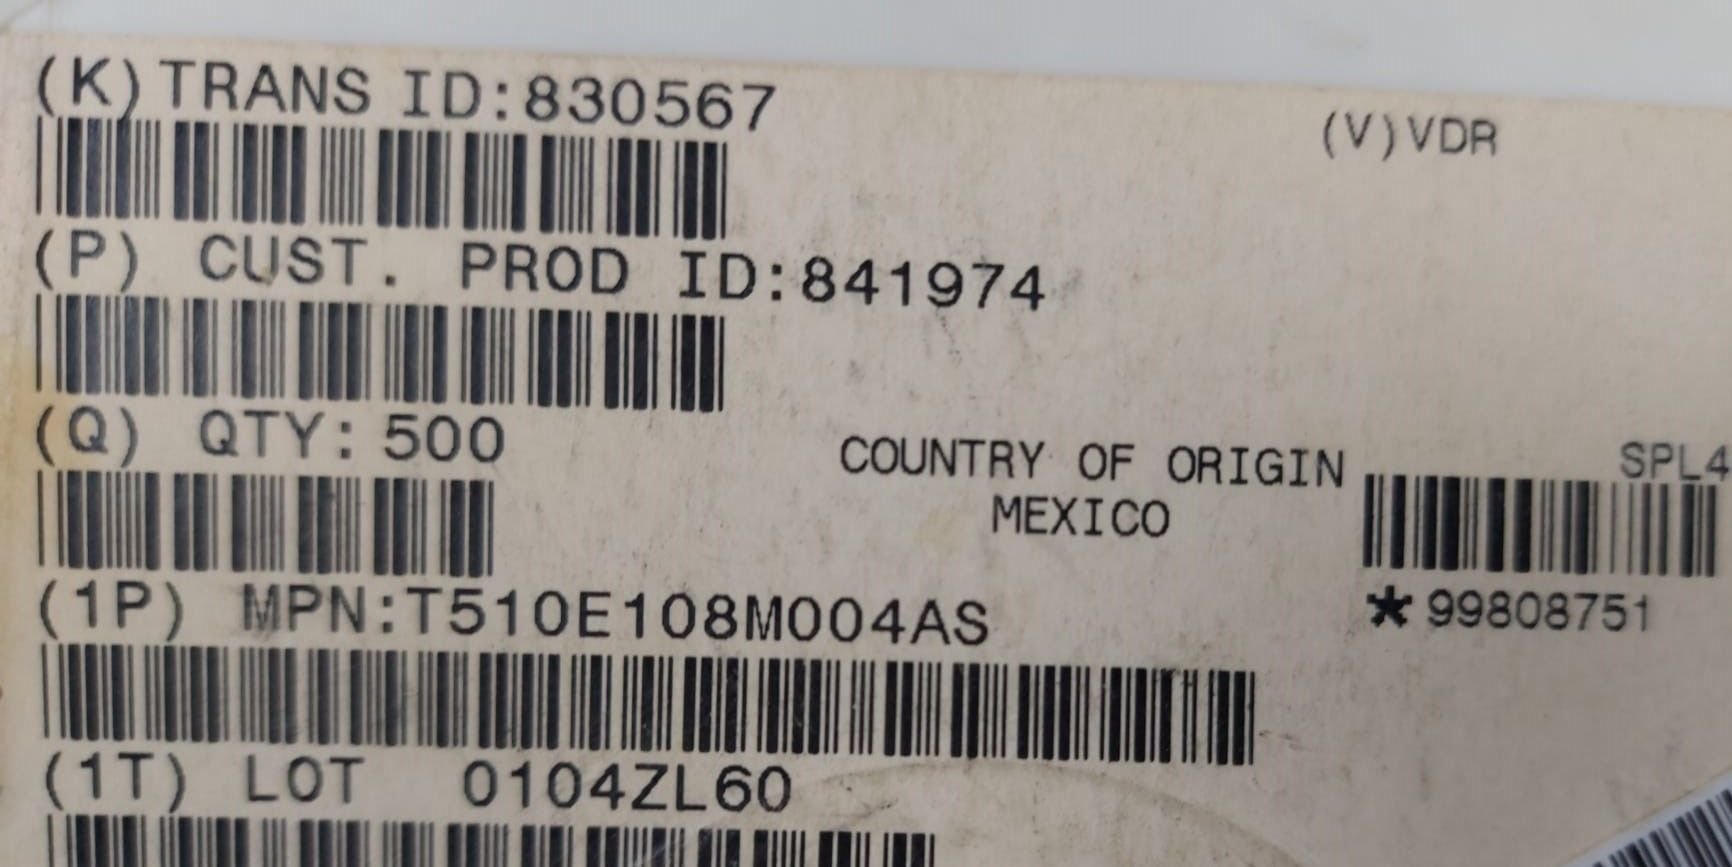 (K)TRANS ID:830567
(V)VDR
(P) CUST. PROD ID:841974
(Q) QTY: 500
COUNTRY OF ORIGIN
MEXICO
SPL4
*99808751
(1P) MPN:T510E108M004AS
(1T) LOT 0104ZL60